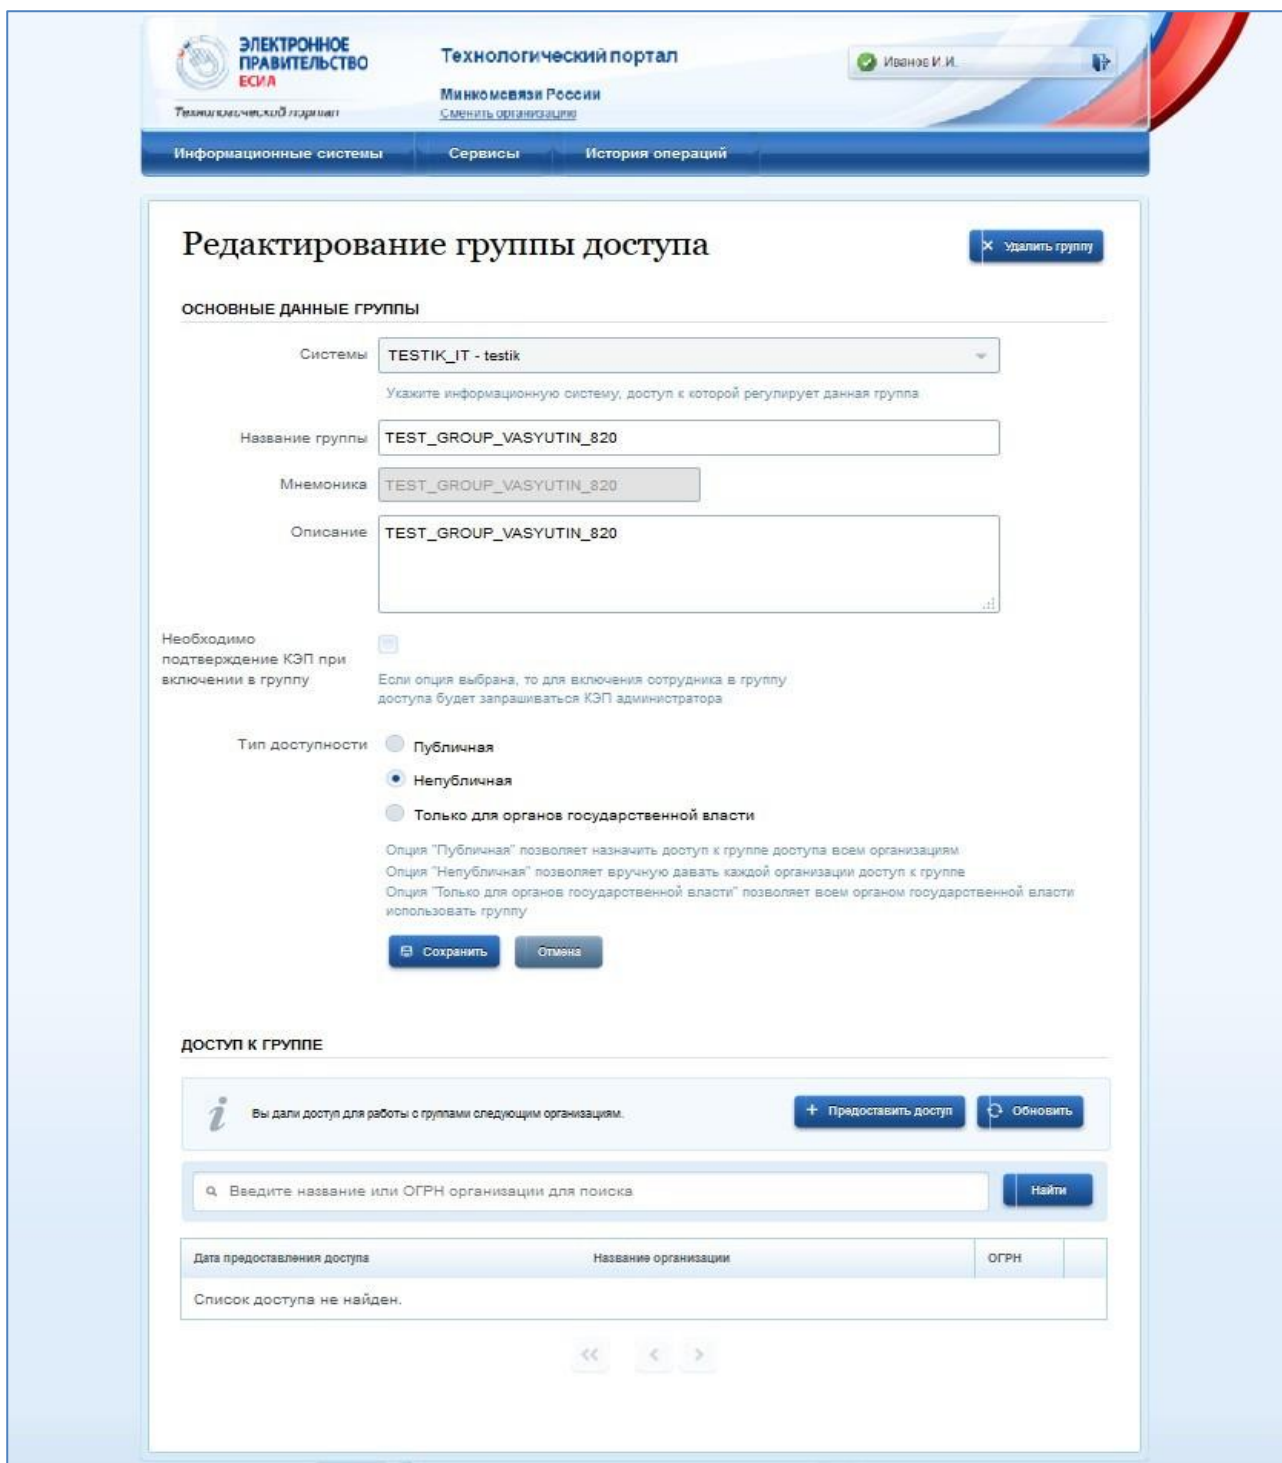 ЭЛЕКТРОННОЕ
ПРАВИТЕЛЬСТВО
ЕСИА
Технологический портал
Технологический портал
Минкомсвязи России
Сменить организацию
Иванов И.И.
Информационные системы
Сервисы
История операций
Редактирование группы доступа
Удалить группу
ОСНОВНЫЕ ДАННЫЕ ГРУППЫ
Системы
TESTIK_IT - testik
Укажите информационную систему, доступ к которой регулирует данная группа
Название группы
TEST_GROUP_VASYUTIN_820
Мнемоника
TEST_GROUP_VASYUTIN_820
Описание
TEST_GROUP_VASYUTIN_820
Необходимо
подтверждение КЭП при
включении в группу
Если опция выбрана, то для включения сотрудника в группу
доступа будет запрашиваться КЭП администратора
Тип доступности
Публичная
Непубличная
Только для органов государственной власти
Опция "Публичная" позволяет назначить доступ к группе доступа всем организациям
Опция "Непубличная" позволяет вручную давать каждой организации доступ к группе
Опция "Только для органов государственной власти" позволяет всем органом государственной власти
использовать группу
Сохранить
Отмена
ДОСТУП К ГРУППЕ
Вы дали доступ для работы с группами следующим организациям.
Предоставить доступ
Обновить
Введите название или ОГРН организации для поиска
Найти
Дата предоставления доступа
Название организации
ОГРН
Список доступа не найден.